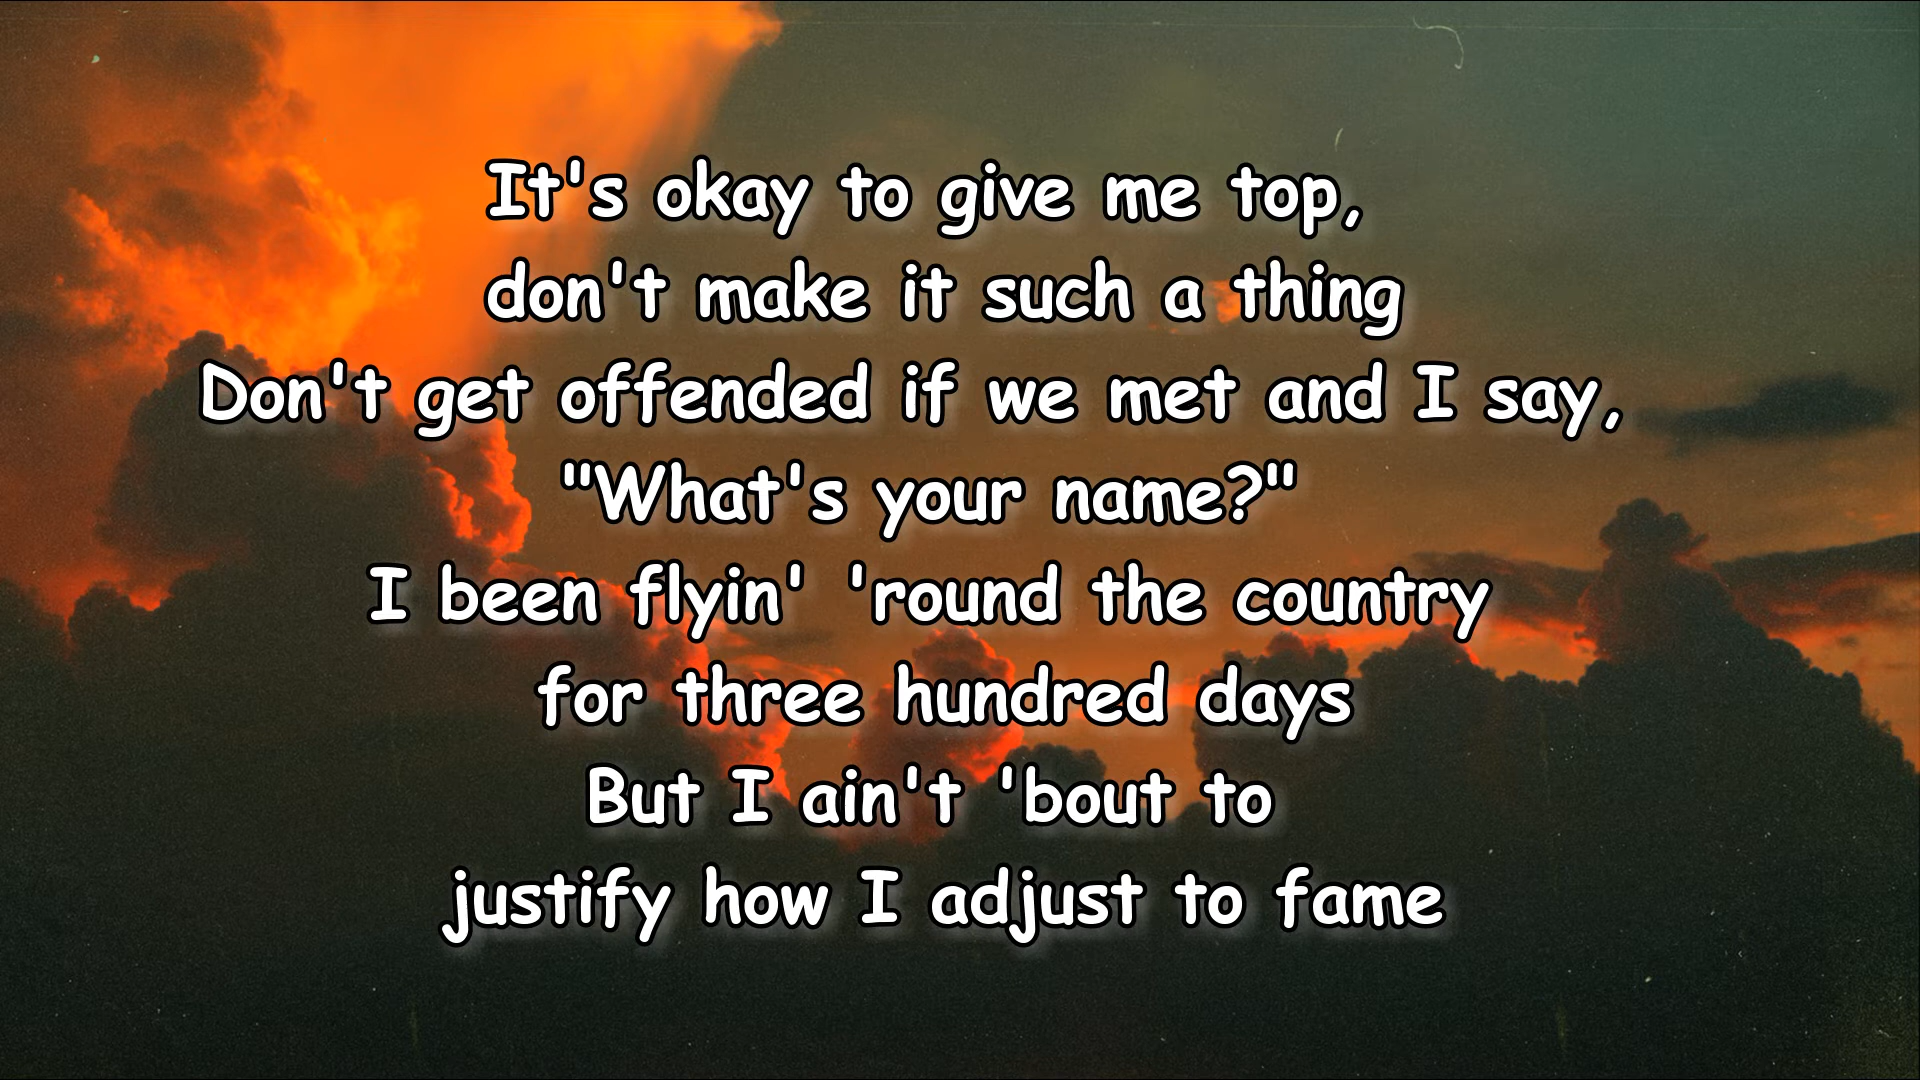 It's okay to give me top,
don't make it such a thing
Don't get offended if we met and I say,
"What's your name?"
I been flyin' 'round the country
for three hundred days
But I ain't 'bout to
justify how I adjust to fame